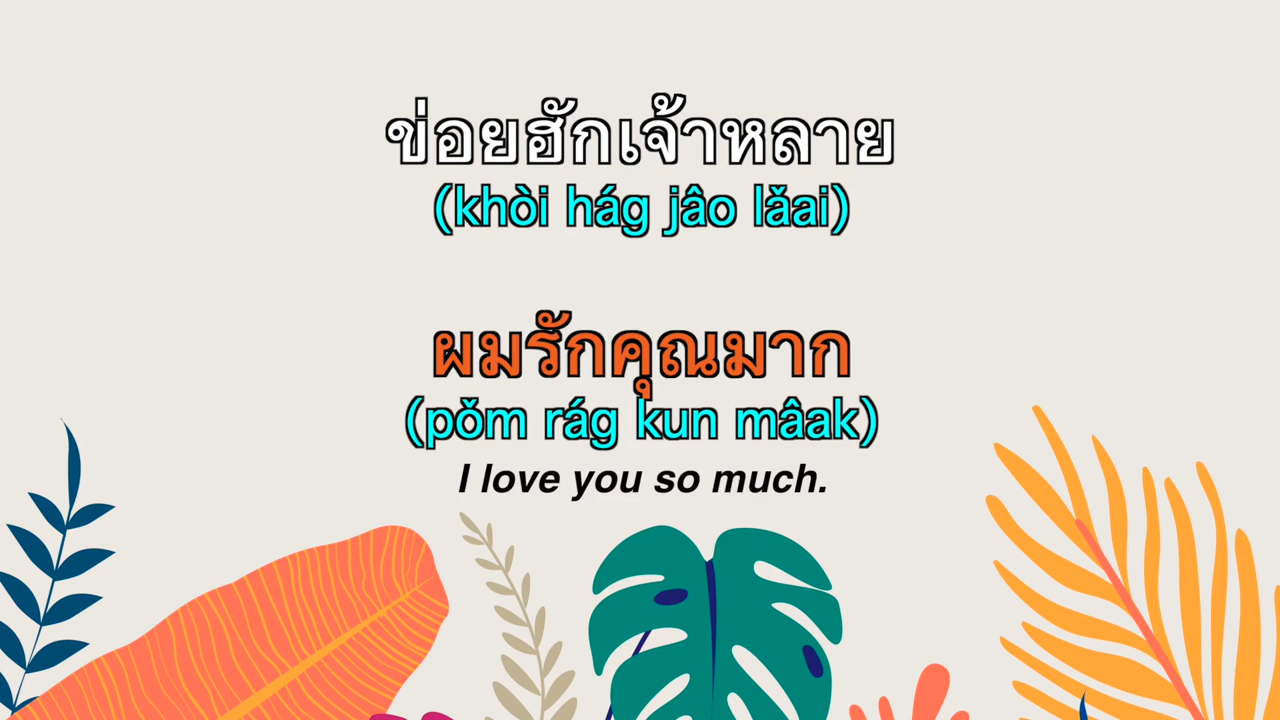 ข่อยฮักเจ้าหลาย
(khòi hág jâo lǎai)
ผมรักคุณมาก
(pǒm rág kun mâak)
I love you so much.